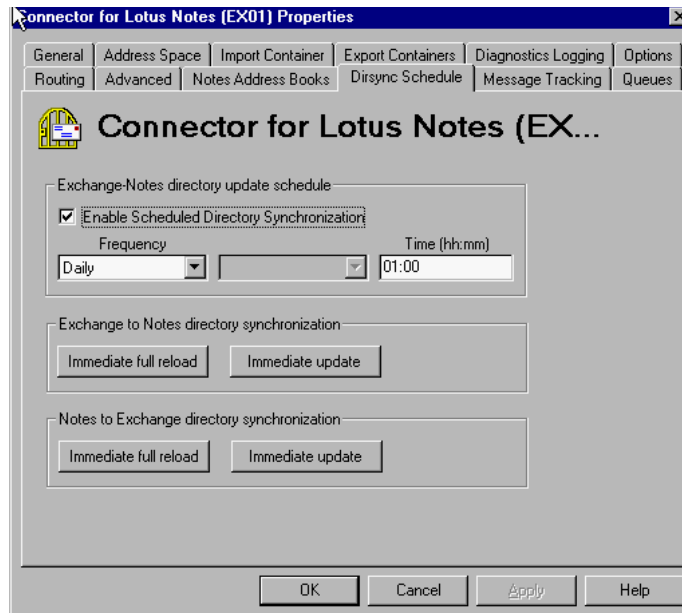 Connector for Lotus Notes (EX01) Properties
General Address Space Import Container Export Containers Diagnostics Logging Options
Routing Advanced Notes Address Books Dirsync Schedule Message Tracking Queues
Connector for Lotus Notes (EX...
Exchange-Notes directory update schedule
Enable Scheduled Directory Synchronization
Frequency Time (hh:mm)
Daily 01:00
Exchange to Notes directory synchronization
Immediate full reload Immediate update
Notes to Exchange directory synchronization
Immediate full reload Immediate update
OK Cancel Apply Help